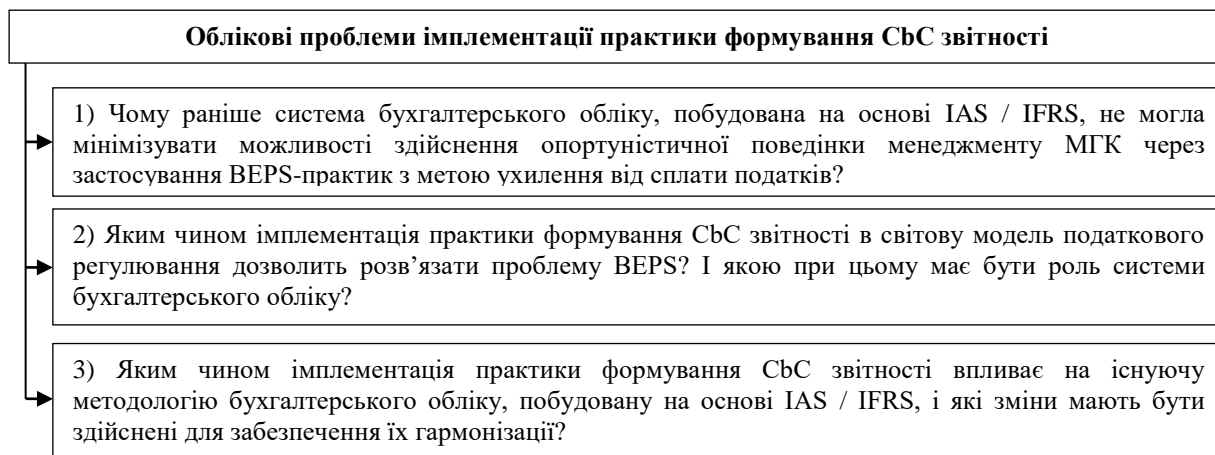 Облікові проблеми імплементації практики формування CbC звітності
1) Чому раніше система бухгалтерського обліку, побудована на основі IAS / IFRS, не могла
мінімізувати можливості здійснення опортуністичної поведінки менеджменту МГК через
застосування BEPS-практик з метою ухилення від сплати податків?
2) Яким чином імплементація практики формування CbC звітності в світову модель податкового
регулювання дозволить розв’язати проблему BEPS? І якою при цьому має бути роль системи
бухгалтерського обліку?
3) Яким чином імплементація практики формування CbC звітності впливає на існуючу
методологію бухгалтерського обліку, побудовану на основі IAS / IFRS, і які зміни мають бути
здійснені для забезпечення їх гармонізації?